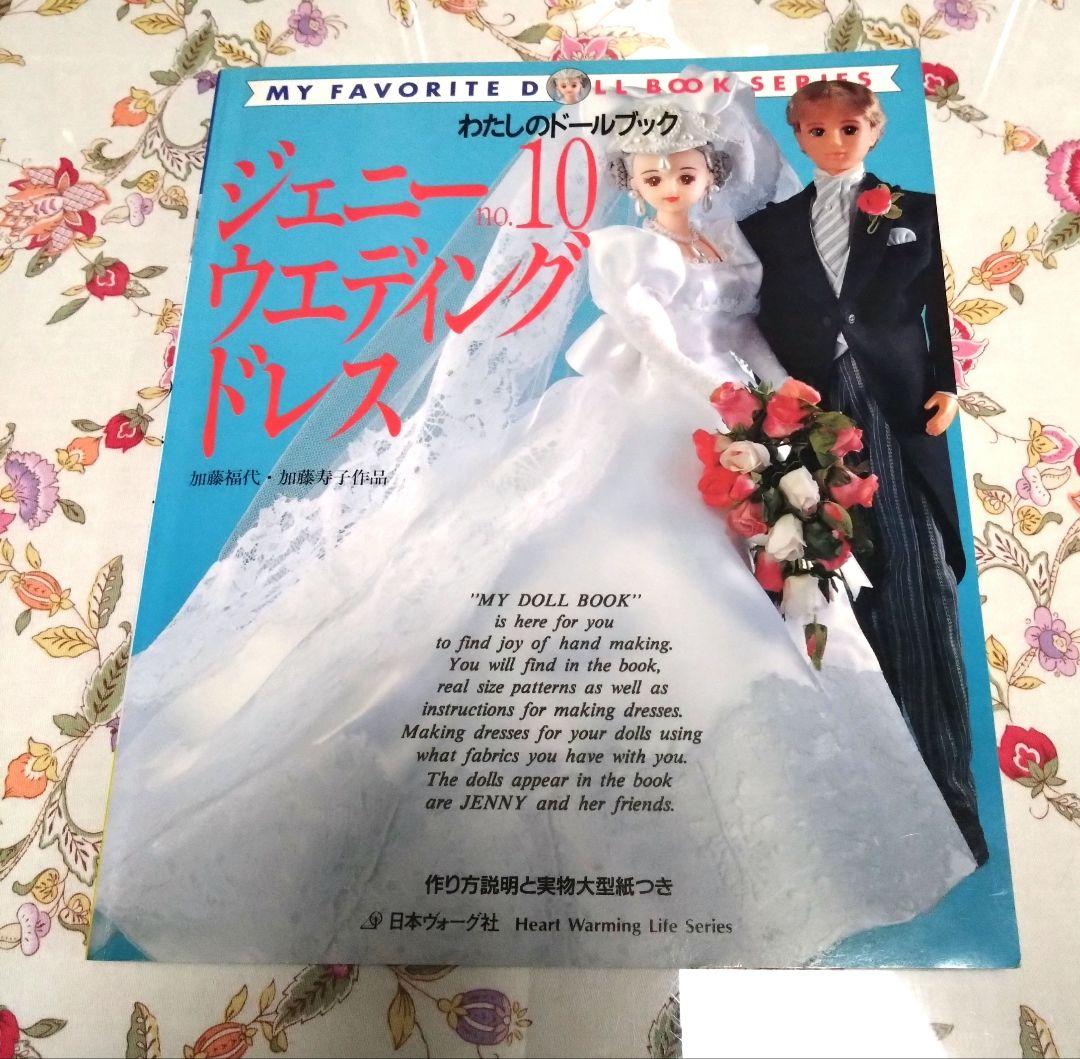 MY FAVORITE DOLL BOOK SERIES
わたしのドールブック
ジェニー no.10
ウエディング
ドレス
加藤福代・加藤寿子作品
"MY DOLL BOOK"
is here for you
to find joy of hand making.
You will find in the book,
real size patterns as well as
instructions for making dresses.
Making dresses for your dolls using
what fabrics you have with you.
The dolls appear in the book
are JENNY and her friends.
作り方説明と実物大型紙つき
日本ヴォーグ社 Heart Warming Life Series